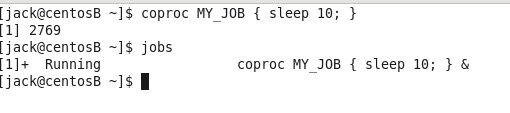 [jack@centosB ~]$ coproc MY_JOB { sleep 10; }
[1] 2769
[jack@centosB ~]$ jobs
[1]+  Running                 coproc MY_JOB { sleep 10; } &
[jack@centosB ~]$